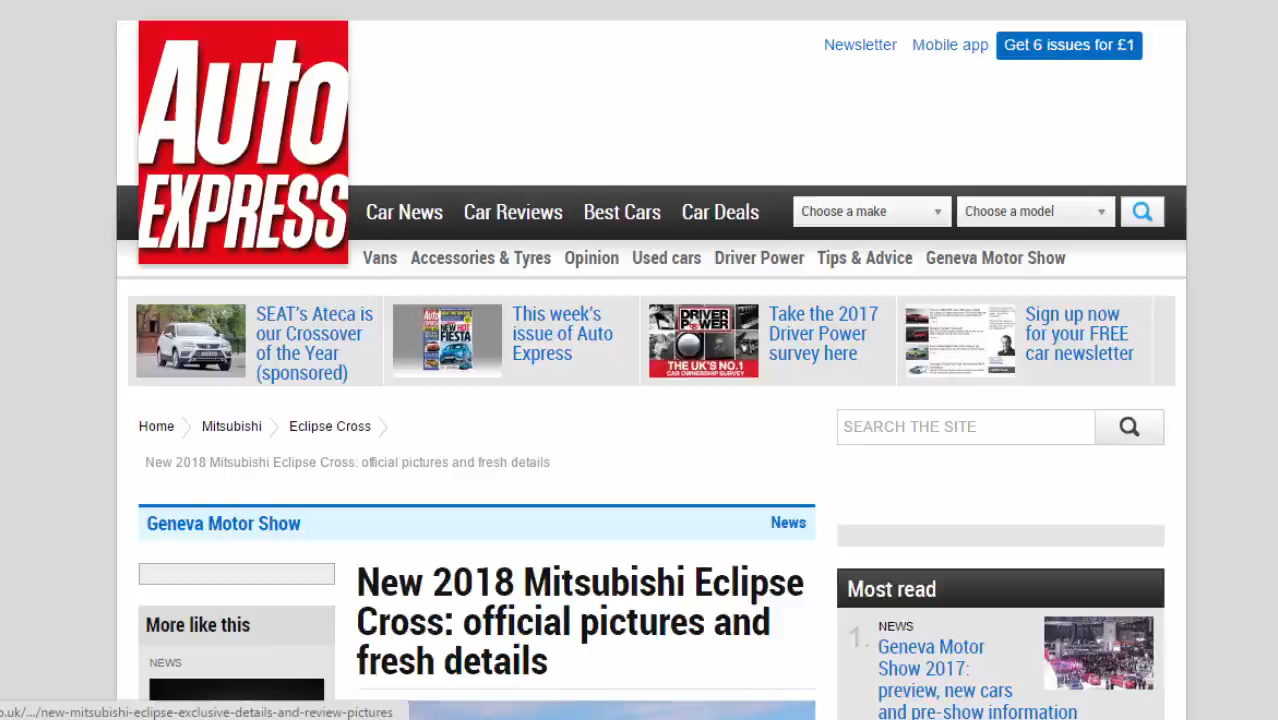 Auto
EXPRESS
Newsletter Mobile app Get 6 issues for £1
Car News Car Reviews Best Cars Car Deals Choose a make Choose a model
Vans Accessories & Tyres Opinion Used cars Driver Power Tips & Advice Geneva Motor Show
SEAT's Ateca is
our Crossover
of the Year
(sponsored)
This week's
issue of Auto
Express
DRIVER
POWER
THE UK'S NO.1
CAR OWNERSHIP SURVEY
Take the 2017
Driver Power
survey here
Sign up now
for your FREE
car newsletter
Home Mitsubishi Eclipse Cross
New 2018 Mitsubishi Eclipse Cross: official pictures and fresh details
SEARCH THE SITE
Geneva Motor Show News
New 2018 Mitsubishi Eclipse
Cross: official pictures and
fresh details
More like this
NEWS
Most read
1. NEWS
Geneva Motor
Show 2017:
preview, new cars
and pre-show information
o.uk/.../new-mitsubishi-eclipse-exclusive-details-and-review-pictures